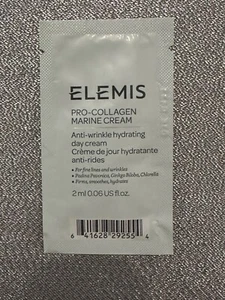 ELEMIS
PRO-COLLAGEN
MARINE CREAM
Anti-wrinkle hydrating
day cream
Crème de jour hydratante
anti-rides
• For fine lines and wrinkles
• Padina Pavonica, Ginkgo Biloba, Chlorella
• Firms, smoothes, hydrates
2 ml 0.06 US fl.oz.
6 41628 29255 4